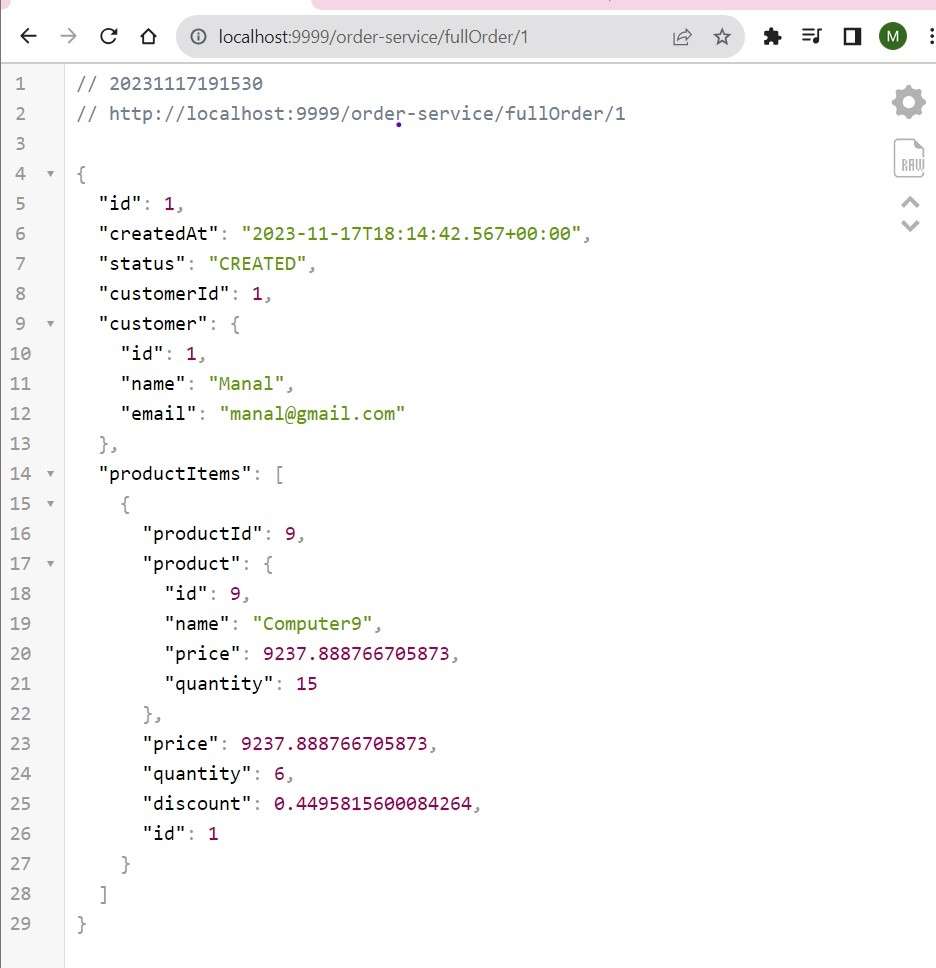 localhost:9999/order-service/fullOrder/1
M
1 // 20231117191530
2 // http://localhost:9999/order-service/fullOrder/1
3
4 {
5 "id": 1,
6 "createdAt": "2023-11-17T18:14:42.567+00:00",
7 "status": "CREATED",
8 "customerId": 1,
9 "customer": {
10 "id": 1,
11 "name": "Manal",
12 "email": "manal@gmail.com"
13 },
14 "productItems": [
15 {
16 "productId": 9,
17 "product": {
18 "id": 9,
19 "name": "Computer9",
20 "price": 9237.888766705873,
21 "quantity": 15
22 },
23 "price": 9237.888766705873,
24 "quantity": 6,
25 "discount": 0.4495815600084264,
26 "id": 1
27 }
28 ]
29 }
RAW